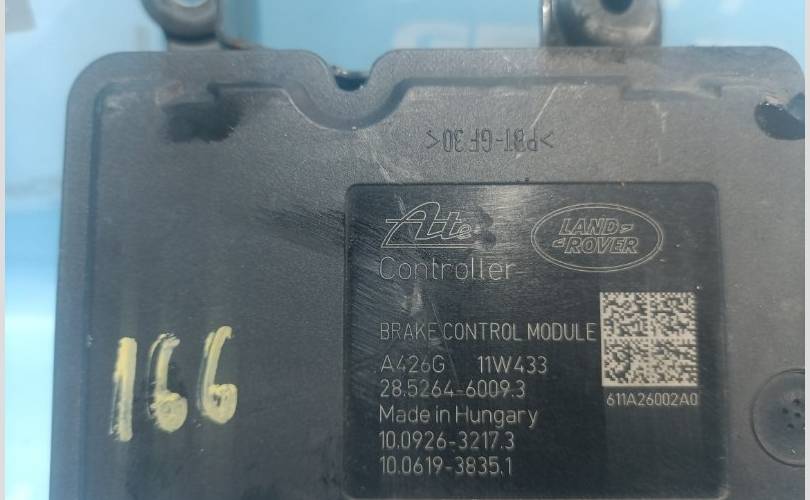 >PBT-GF30<
Ate
LAND
ROVER
Controller
BRAKE CONTROL MODULE
A426G 11W433
28.5264-6009.3
611A26002A0
Made in Hungary
10.0926-3217.3
10.0619-3835.1
166